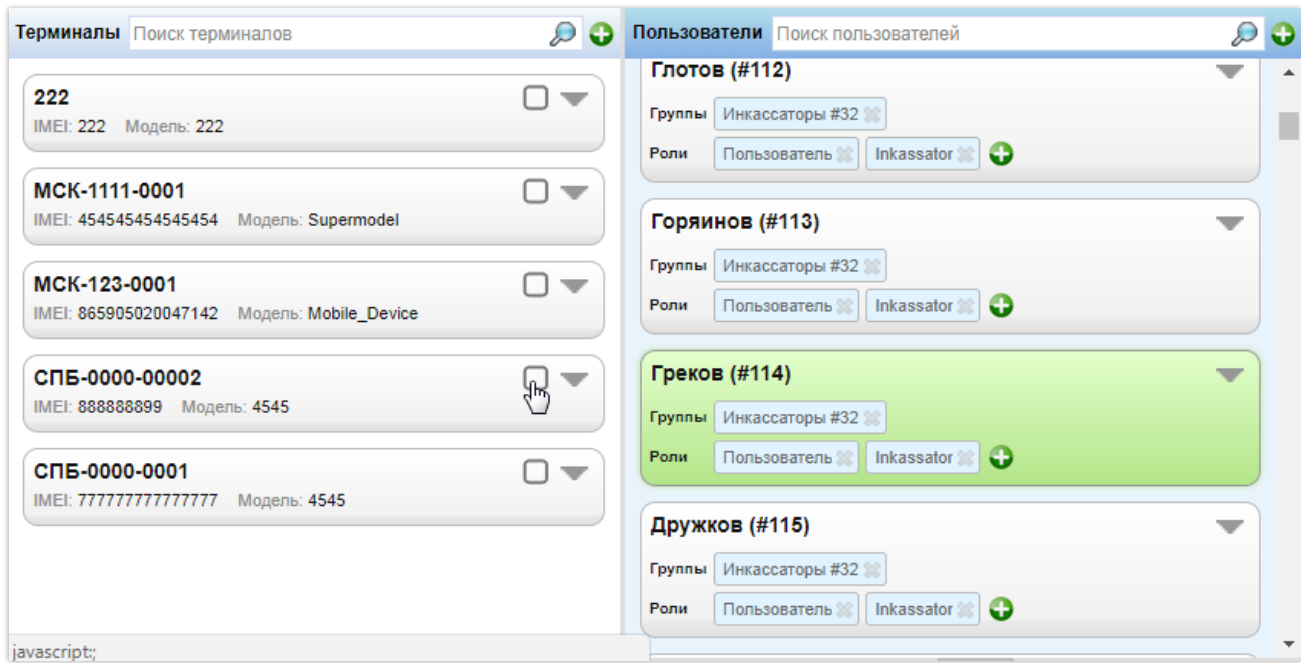 Терминалы Поиск терминалов
222
IMEI: 222 Модель: 222
МСК-1111-0001
IMEI: 454545454545454 Модель: Supermodel
МСК-123-0001
IMEI: 865905020047142 Модель: Mobile_Device
СПБ-0000-00002
IMEI: 888888899 Модель: 4545
СПБ-0000-0001
IMEI: 777777777777777 Модель: 4545
javascript:;
Пользователи Поиск пользователей
Глотов (#112)
Группы Инкассаторы #32
Роли Пользователь Inkassator
Горяинов (#113)
Группы Инкассаторы #32
Роли Пользователь Inkassator
Греков (#114)
Группы Инкассаторы #32
Роли Пользователь Inkassator
Дружков (#115)
Группы Инкассаторы #32
Роли Пользователь Inkassator